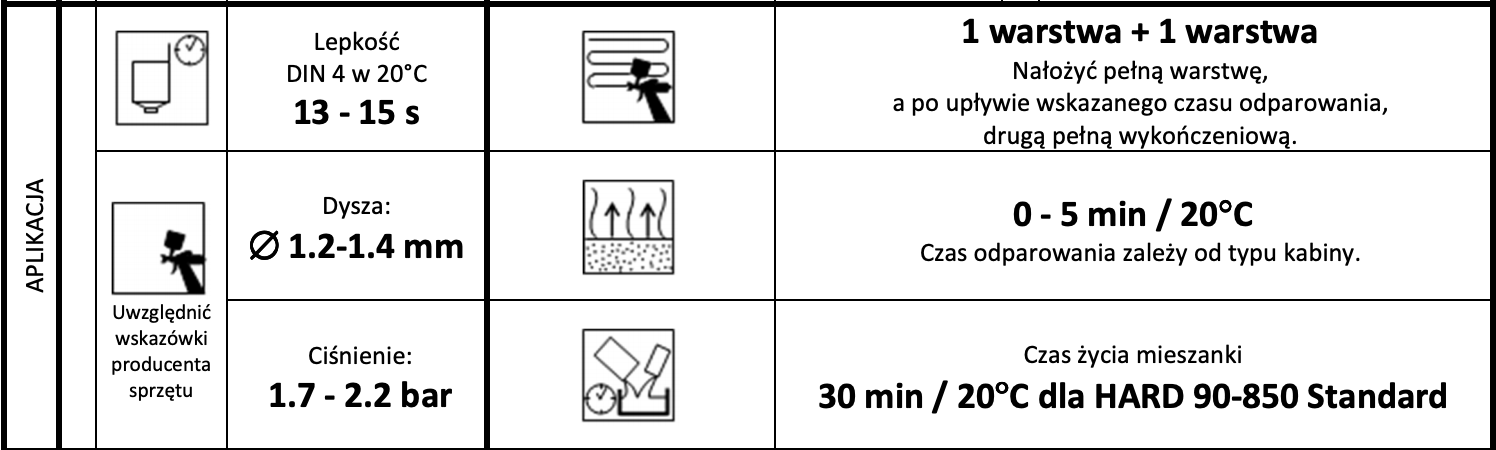 APLIKACJA
Lepkość
DIN 4 w 20°C
13 - 15 s
1 warstwa + 1 warstwa
Nałożyć pełną warstwę,
a po upływie wskazanego czasu odparowania,
drugą pełną wykończeniową.
Uwzględnić
wskazówki
producenta
sprzętu
Dysza:
Ø 1.2-1.4 mm
0 - 5 min / 20°C
Czas odparowania zależy od typu kabiny.
Ciśnienie:
1.7 - 2.2 bar
Czas życia mieszanki
30 min / 20°C dla HARD 90-850 Standard